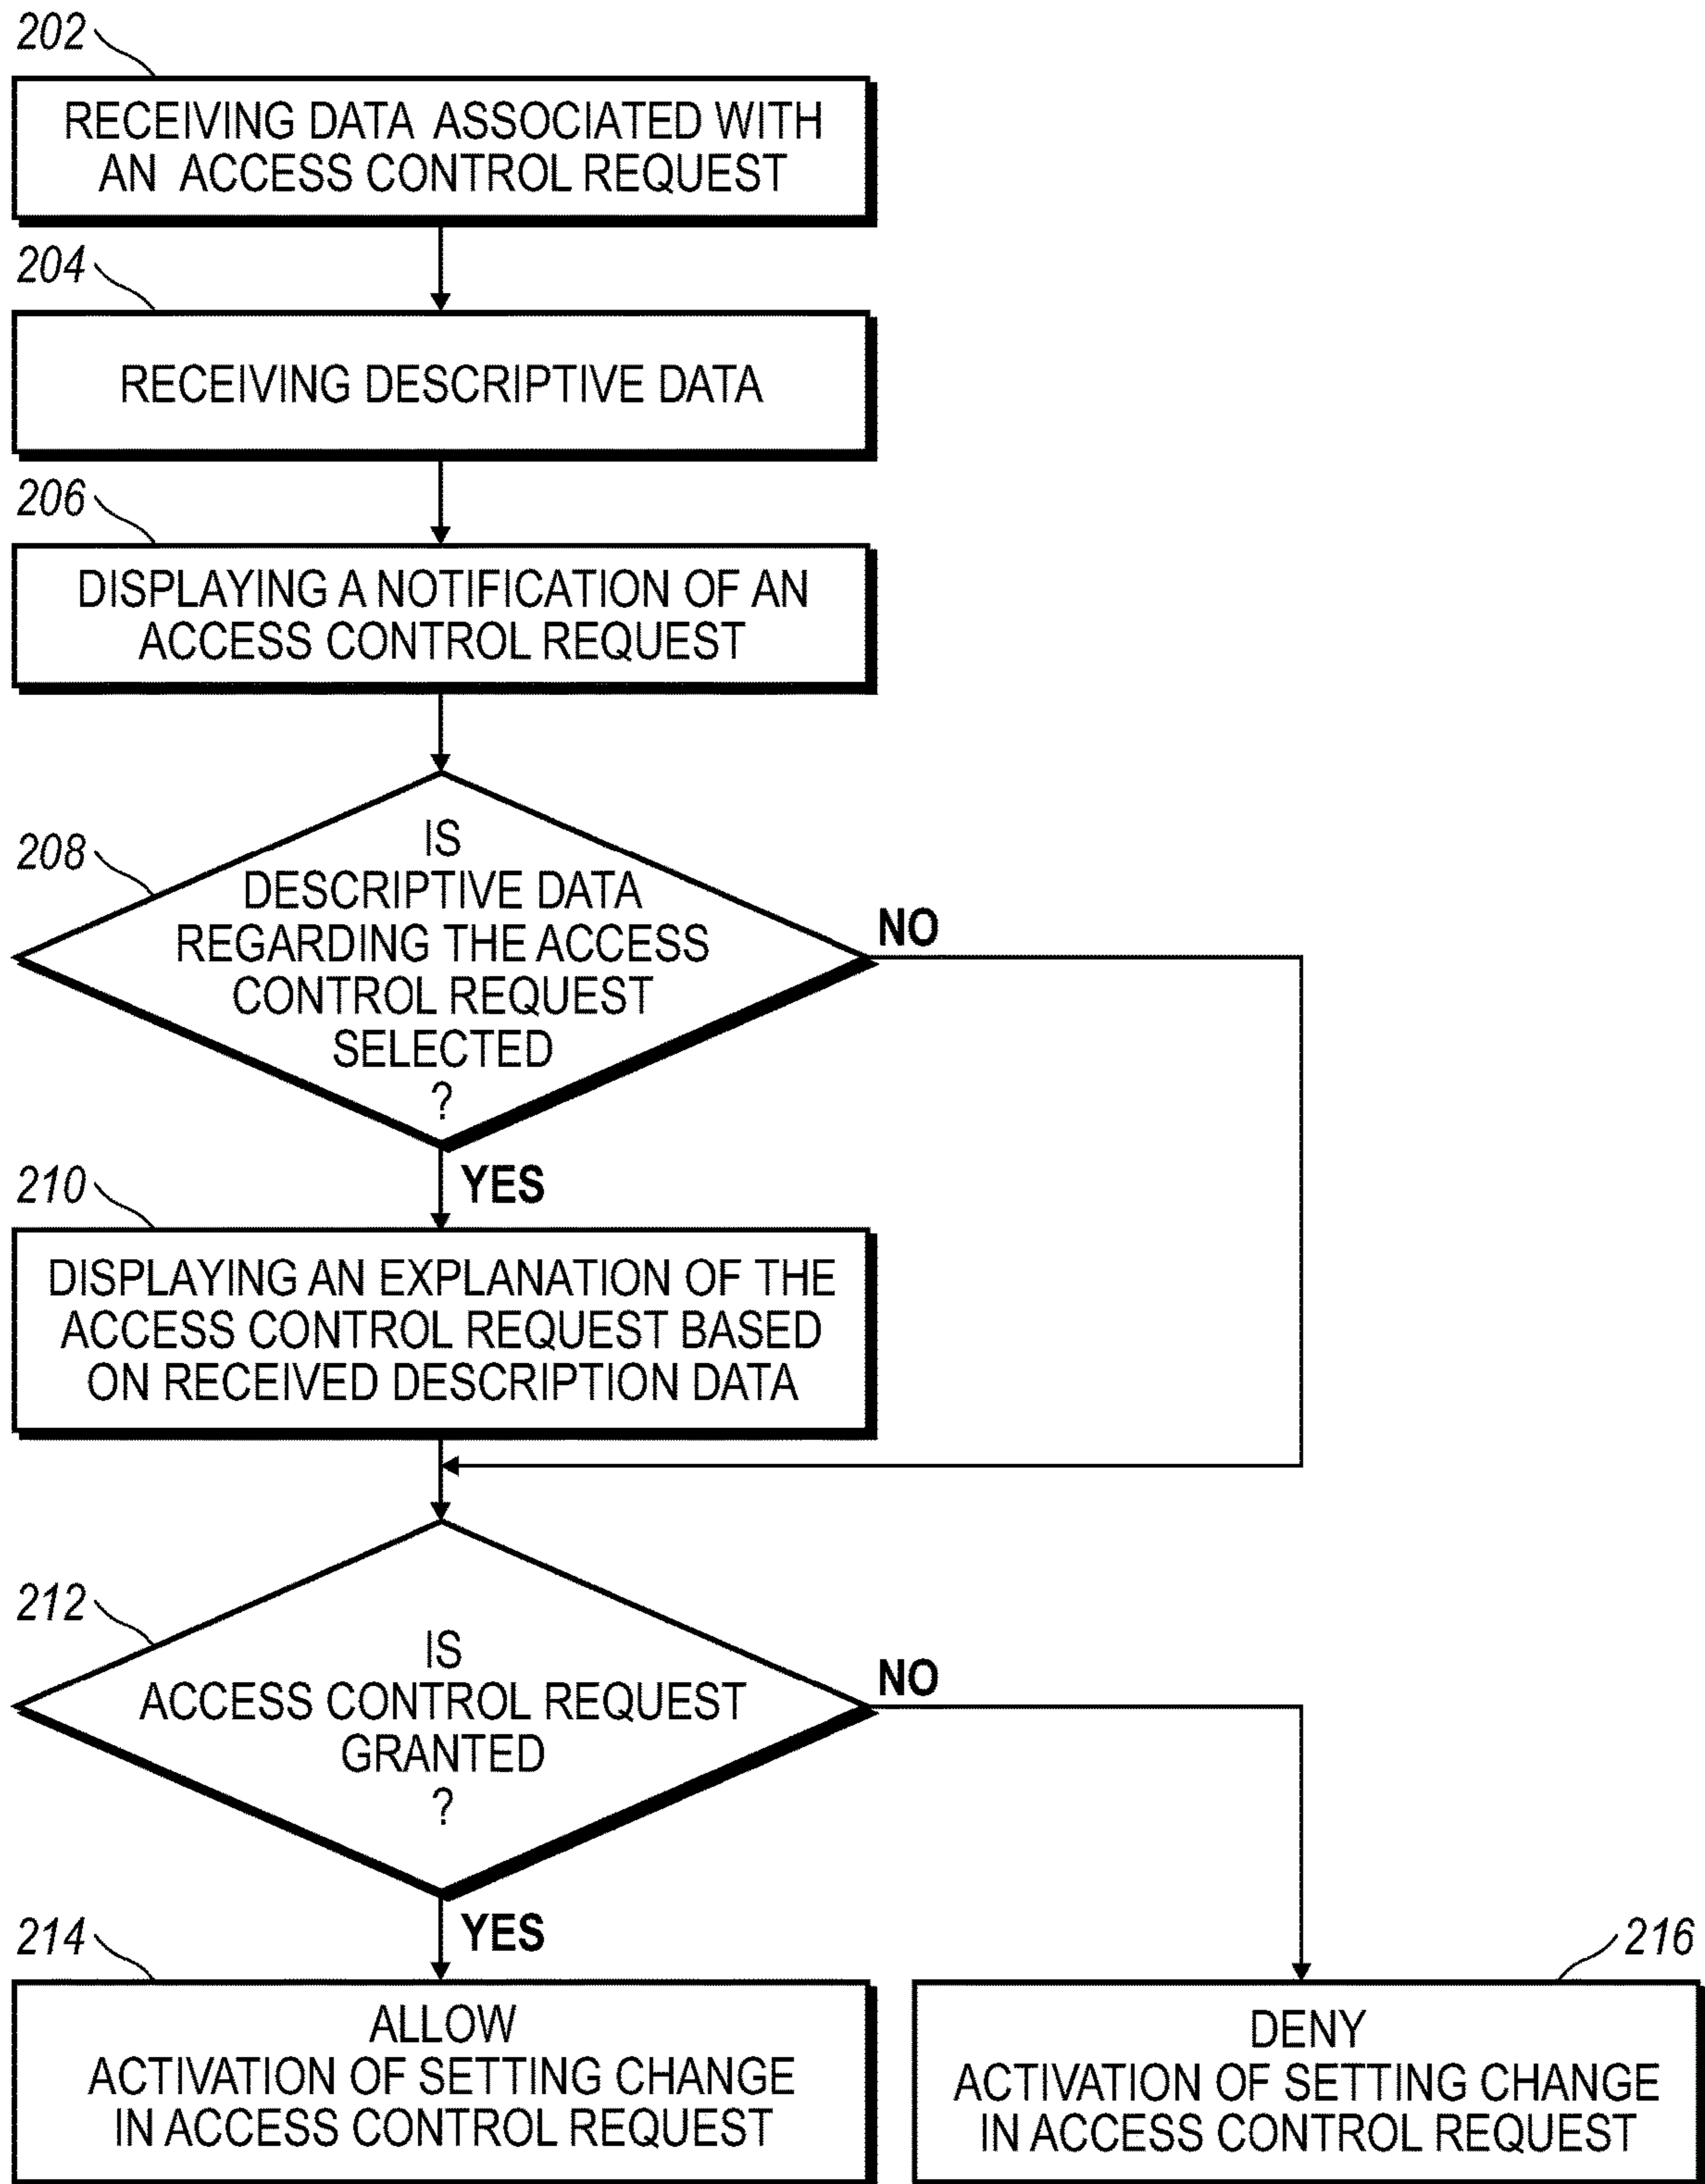 202
RECEIVING DATA ASSOCIATED WITH
AN ACCESS CONTROL REQUEST
204
RECEIVING DESCRIPTIVE DATA
206
DISPLAYING A NOTIFICATION OF AN
ACCESS CONTROL REQUEST
208
IS
DESCRIPTIVE DATA
REGARDING THE ACCESS
CONTROL REQUEST
SELECTED
?
NO
YES
210
DISPLAYING AN EXPLANATION OF THE
ACCESS CONTROL REQUEST BASED
ON RECEIVED DESCRIPTION DATA
212
IS
ACCESS CONTROL REQUEST
GRANTED
?
NO
YES
214
ALLOW
ACTIVATION OF SETTING CHANGE
IN ACCESS CONTROL REQUEST
216
DENY
ACTIVATION OF SETTING CHANGE
IN ACCESS CONTROL REQUEST